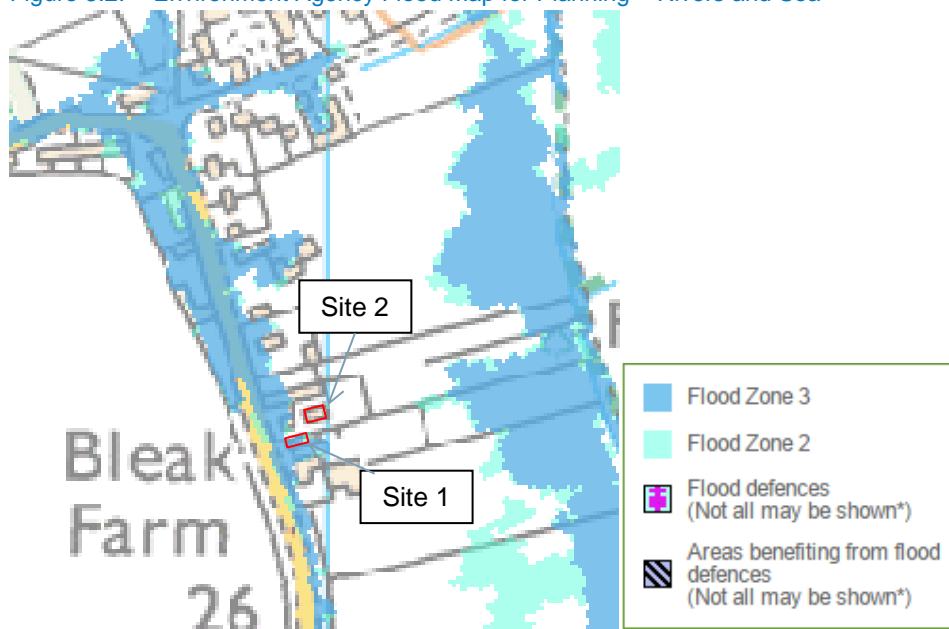 Site 2
Bleak
Farm
26
Site 1
Flood Zone 3
Flood Zone 2
Flood defences
(Not all may be shown*)
Areas benefiting from flood
defences
(Not all may be shown*)